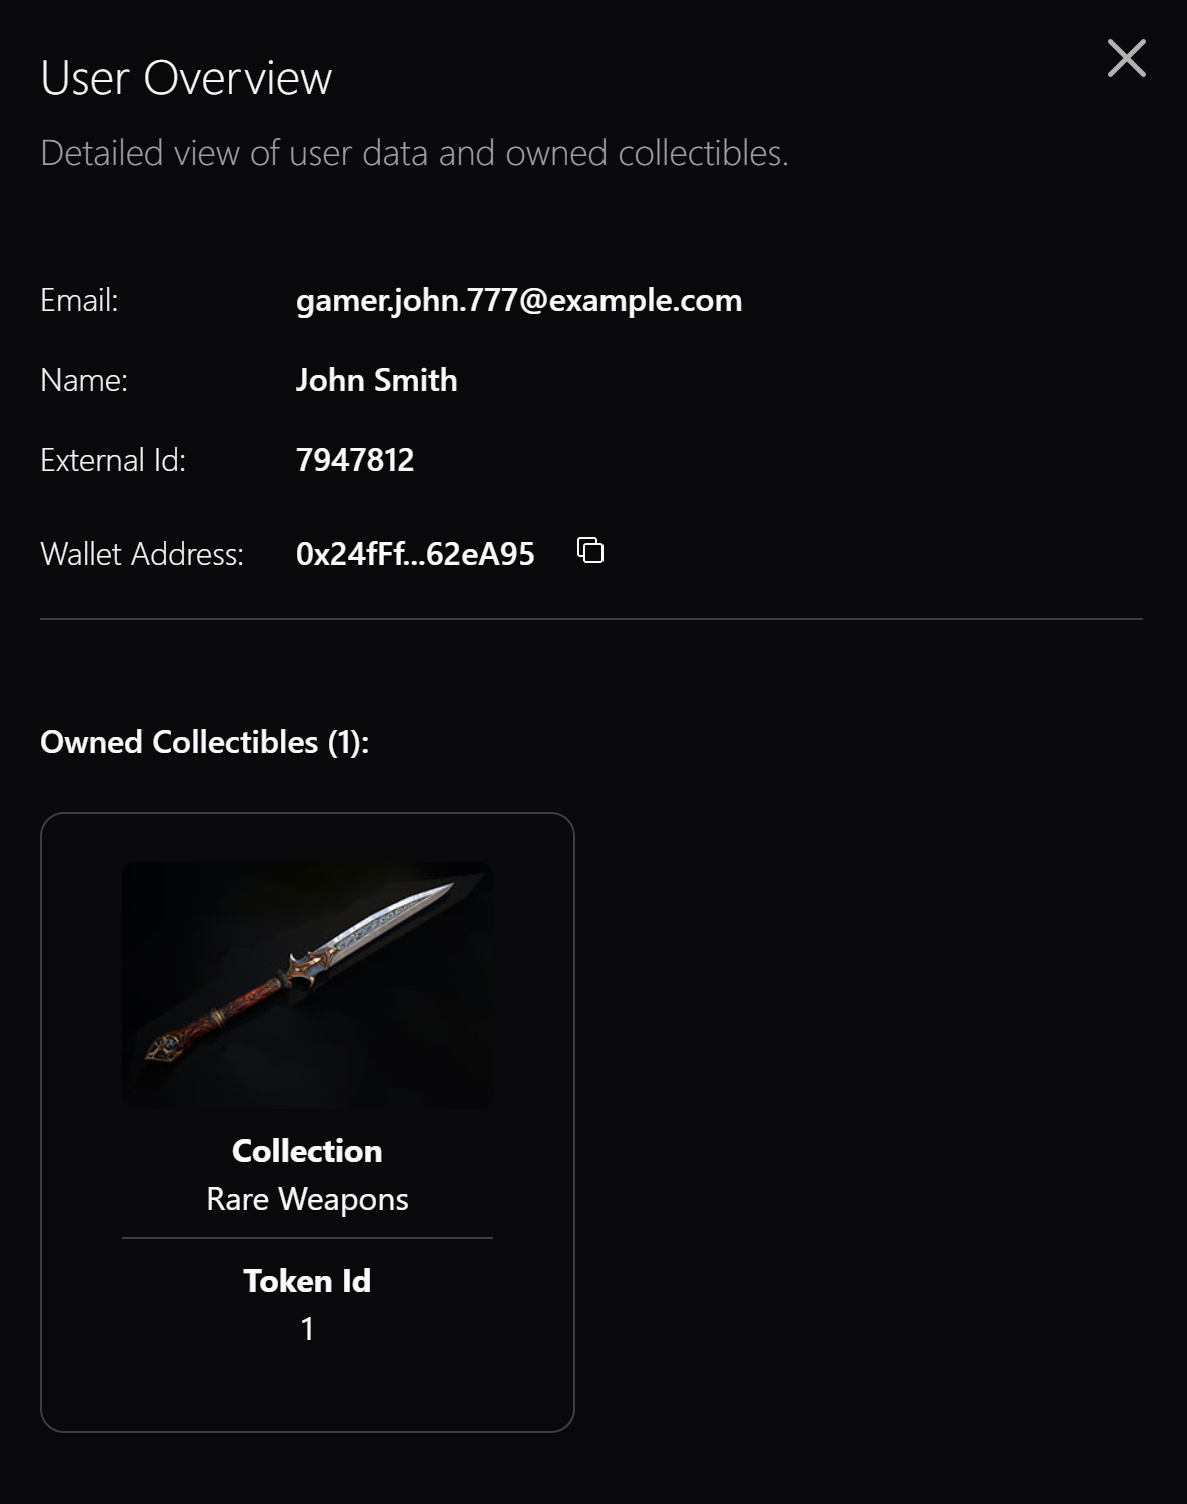 User Overview
Detailed view of user data and owned collectibles.
Email: gamer.john.777@example.com
Name: John Smith
External Id: 7947812
Wallet Address: 0x24fFf...62eA95
Owned Collectibles (1):
Collection
Rare Weapons
Token Id
1